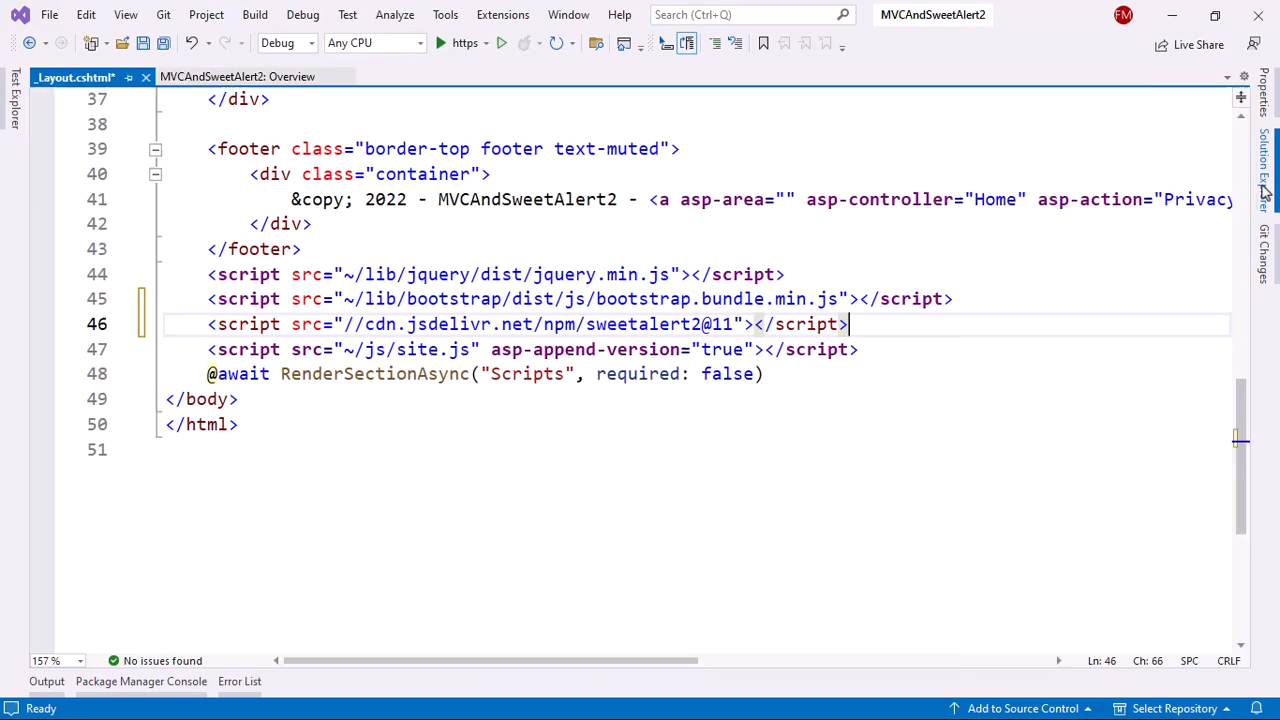 File Edit View Git Project Build Debug Test Analyze Tools Extensions Window Help Search (Ctrl+Q) MVCAndSweetAlert2 FM
Debug Any CPU https Live Share
_Layout.cshtml* MVCAndSweetAlert2: Overview
Test Explorer
Properties
Solution Explorer
Git Changes
37 </div>
38
39 <footer class="border-top footer text-muted">
40 <div class="container">
41 &copy; 2022 - MVCAndSweetAlert2 - <a asp-area="" asp-controller="Home" asp-action="Privacy
42 </div>
43 </footer>
44 <script src="~/lib/jquery/dist/jquery.min.js"></script>
45 <script src="~/lib/bootstrap/dist/js/bootstrap.bundle.min.js"></script>
46 <script src="//cdn.jsdelivr.net/npm/sweetalert2@11"></script>
47 <script src="~/js/site.js" asp-append-version="true"></script>
48 @await RenderSectionAsync("Scripts", required: false)
49 </body>
50 </html>
51
157 % No issues found Ln: 46 Ch: 66 SPC CRLF
Output Package Manager Console Error List
Ready Add to Source Control Select Repository